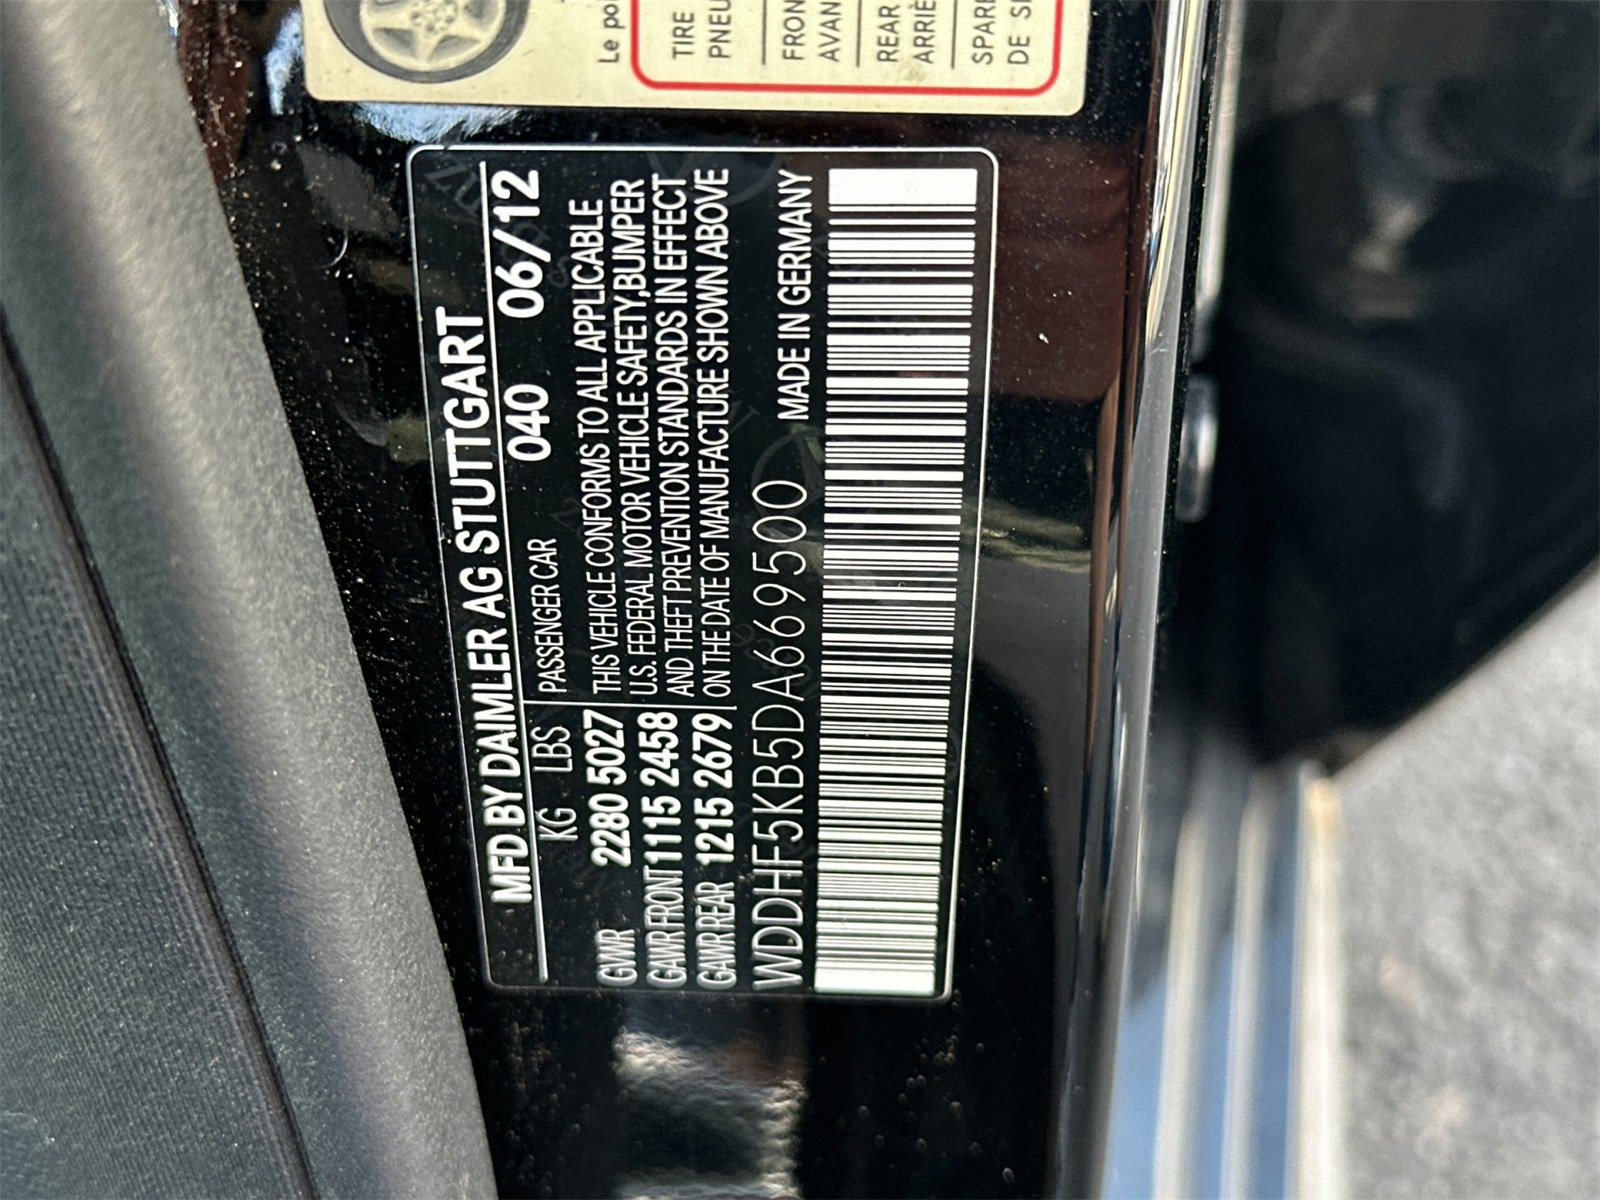 MFD BY DAIMLER AG STUTTGART
KG LBS PASSENGER CAR 040 06/12
GVWR 2280 5027 THIS VEHICLE CONFORMS TO ALL APPLICABLE
U.S. FEDERAL MOTOR VEHICLE SAFETY,BUMPER
GAWR FRONT 1115 2458 AND THEFT PREVENTION STANDARDS IN EFFECT
GAWR REAR 1215 2679 ON THE DATE OF MANUFACTURE SHOWN ABOVE
WDDHF5KB5DA669500 MADE IN GERMANY
Le
TIRE
PNEU
FRON
AVAN
REAR
ARRIÈ
SPARE
DE